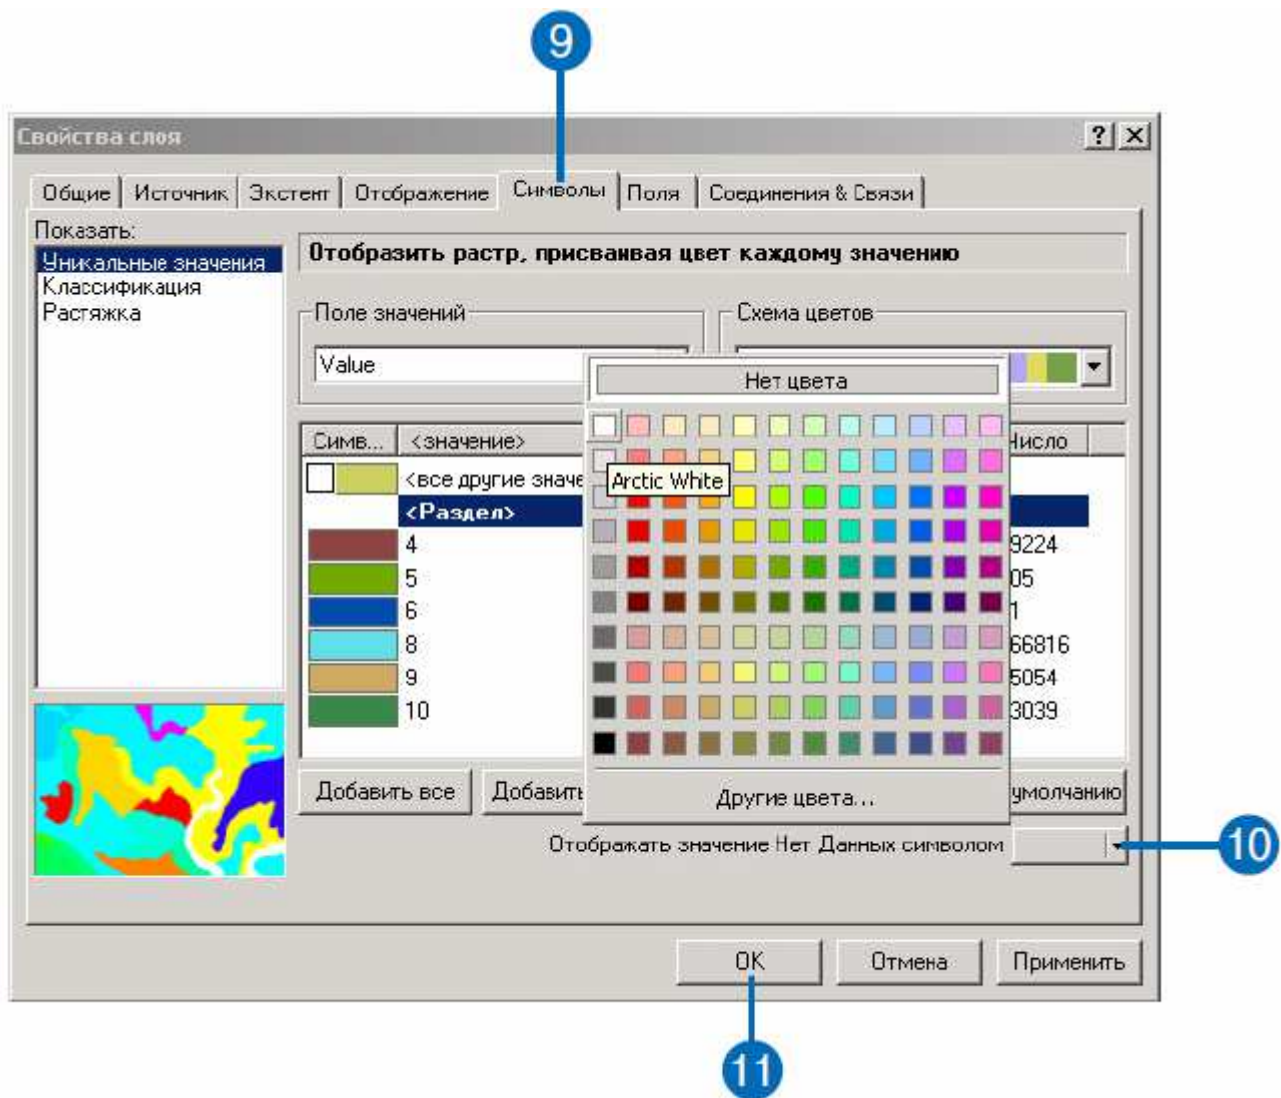 9
Свойства слоя
Общие Источник Экстент Отображение Символы Поля Соединения & Связи
Показать:
Уникальные значения
Классификация
Растяжка
Отобразить растр, присваивая цвет каждому значению
Поле значений
Схема цветов
Value
Нет цвета
Симв... <значение> Число
<все другие значе
Arctic White
<Раздел>
4 9224
5 05
6 1
8 66816
9 5054
10 3039
Добавить все Добавить умолчанию
Другие цвета...
Отображать значение Нет Данных символом
10
OK Отмена Применить
11